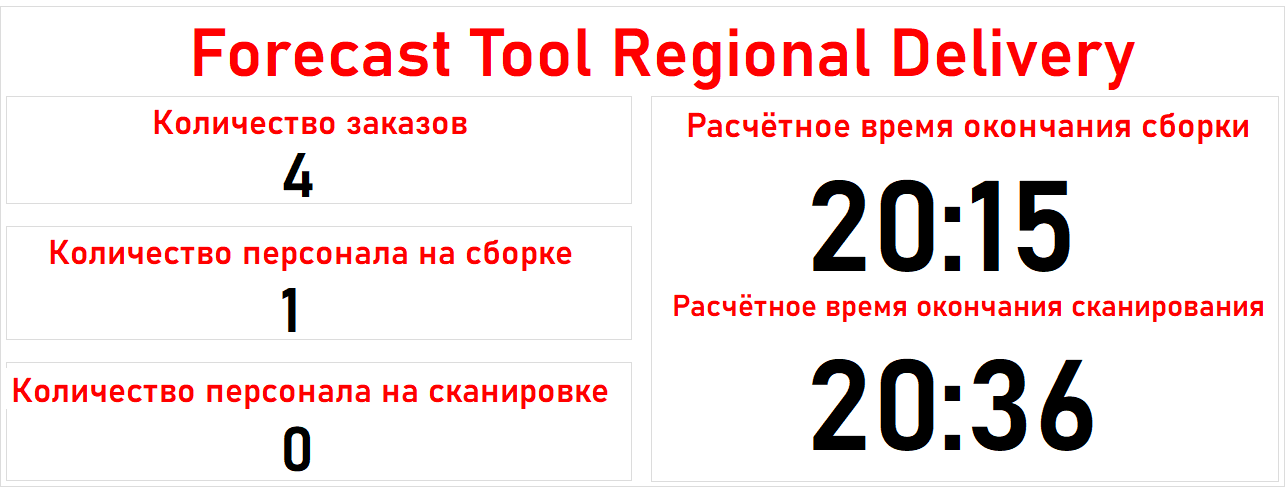 Forecast Tool Regional Delivery
Количество заказов
4
Количество персонала на сборке
1
Количество персонала на сканировке
0
Расчётное время окончания сборки
20:15
Расчётное время окончания сканирования
20:36